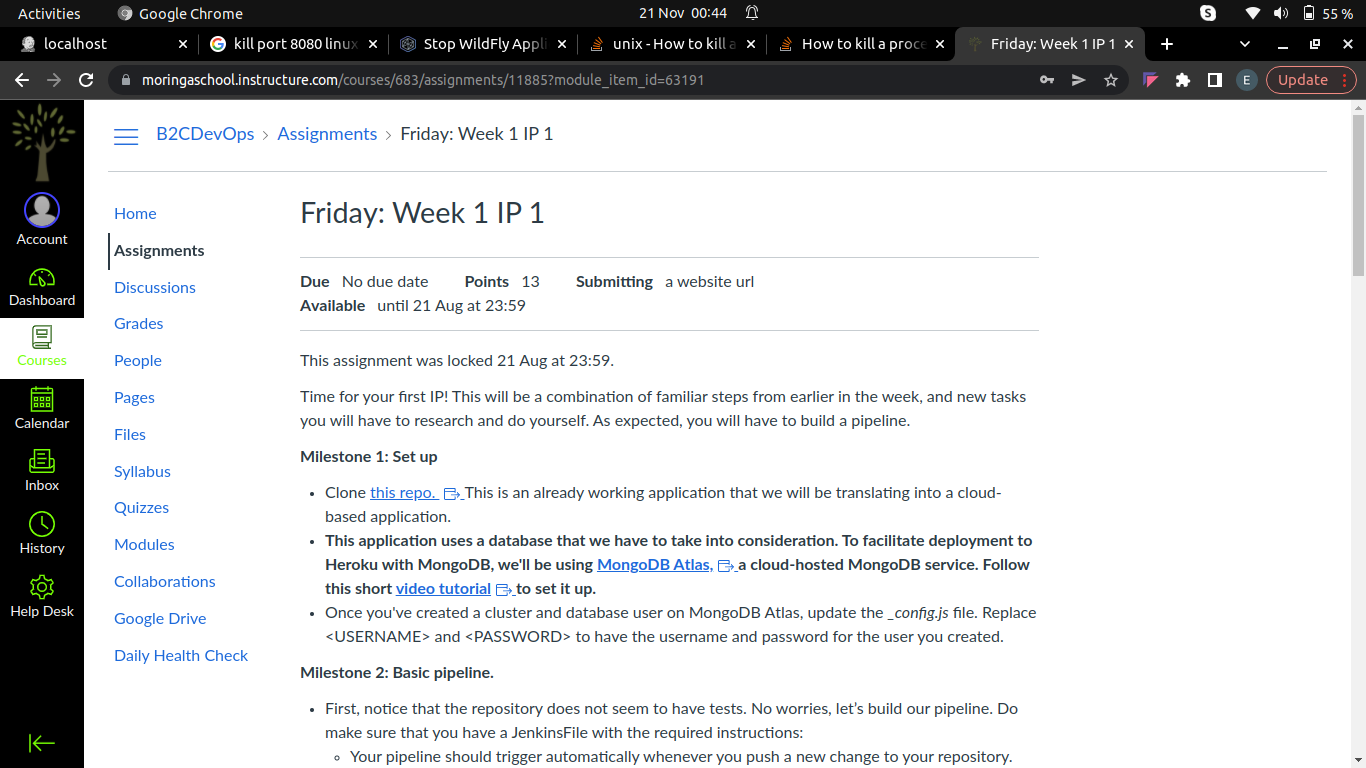 Activities
Google Chrome
21 Nov 00:44
55 %
localhost
kill port 8080 linux
Stop WildFly Appli
unix - How to kill a
How to kill a proce
Friday: Week 1 IP 1
moringaschool.instructure.com/courses/683/assignments/11885?module_item_id=63191
E
Update
B2CDevOps
Assignments
Friday: Week 1 IP 1
Account
Dashboard
Courses
Calendar
Inbox
History
Help Desk
Home
Assignments
Discussions
Grades
People
Pages
Files
Syllabus
Quizzes
Modules
Collaborations
Google Drive
Daily Health Check
Friday: Week 1 IP 1
Due No due date Points 13 Submitting a website url
Available until 21 Aug at 23:59
This assignment was locked 21 Aug at 23:59.
Time for your first IP! This will be a combination of familiar steps from earlier in the week, and new tasks
you will have to research and do yourself. As expected, you will have to build a pipeline.
Milestone 1: Set up
• Clone this repo. This is an already working application that we will be translating into a cloud-
based application.
• This application uses a database that we have to take into consideration. To facilitate deployment to
Heroku with MongoDB, we'll be using MongoDB Atlas, a cloud-hosted MongoDB service. Follow
this short video tutorial to set it up.
• Once you've created a cluster and database user on MongoDB Atlas, update the _config.js file. Replace
<USERNAME> and <PASSWORD> to have the username and password for the user you created.
Milestone 2: Basic pipeline.
• First, notice that the repository does not seem to have tests. No worries, let’s build our pipeline. Do
make sure that you have a JenkinsFile with the required instructions:
◦ Your pipeline should trigger automatically whenever you push a new change to your repository.